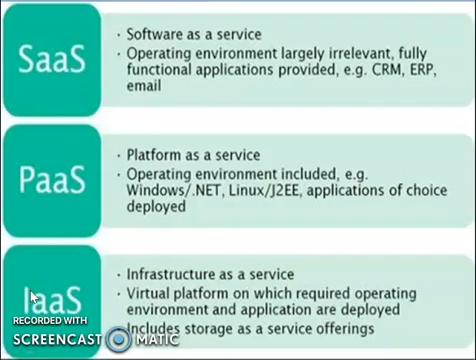 SaaS
· Software as a service
· Operating environment largely irrelevant, fully
functional applications provided, e.g. CRM, ERP,
email
PaaS
· Platform as a service
· Operating environment included, e.g.
Windows/.NET, Linux/J2EE, applications of choice
deployed
IaaS
· Infrastructure as a service
· Virtual platform on which required operating
environment and application are deployed
· Includes storage as a service offerings
RECORDED WITH
SCREENCAST MATIC